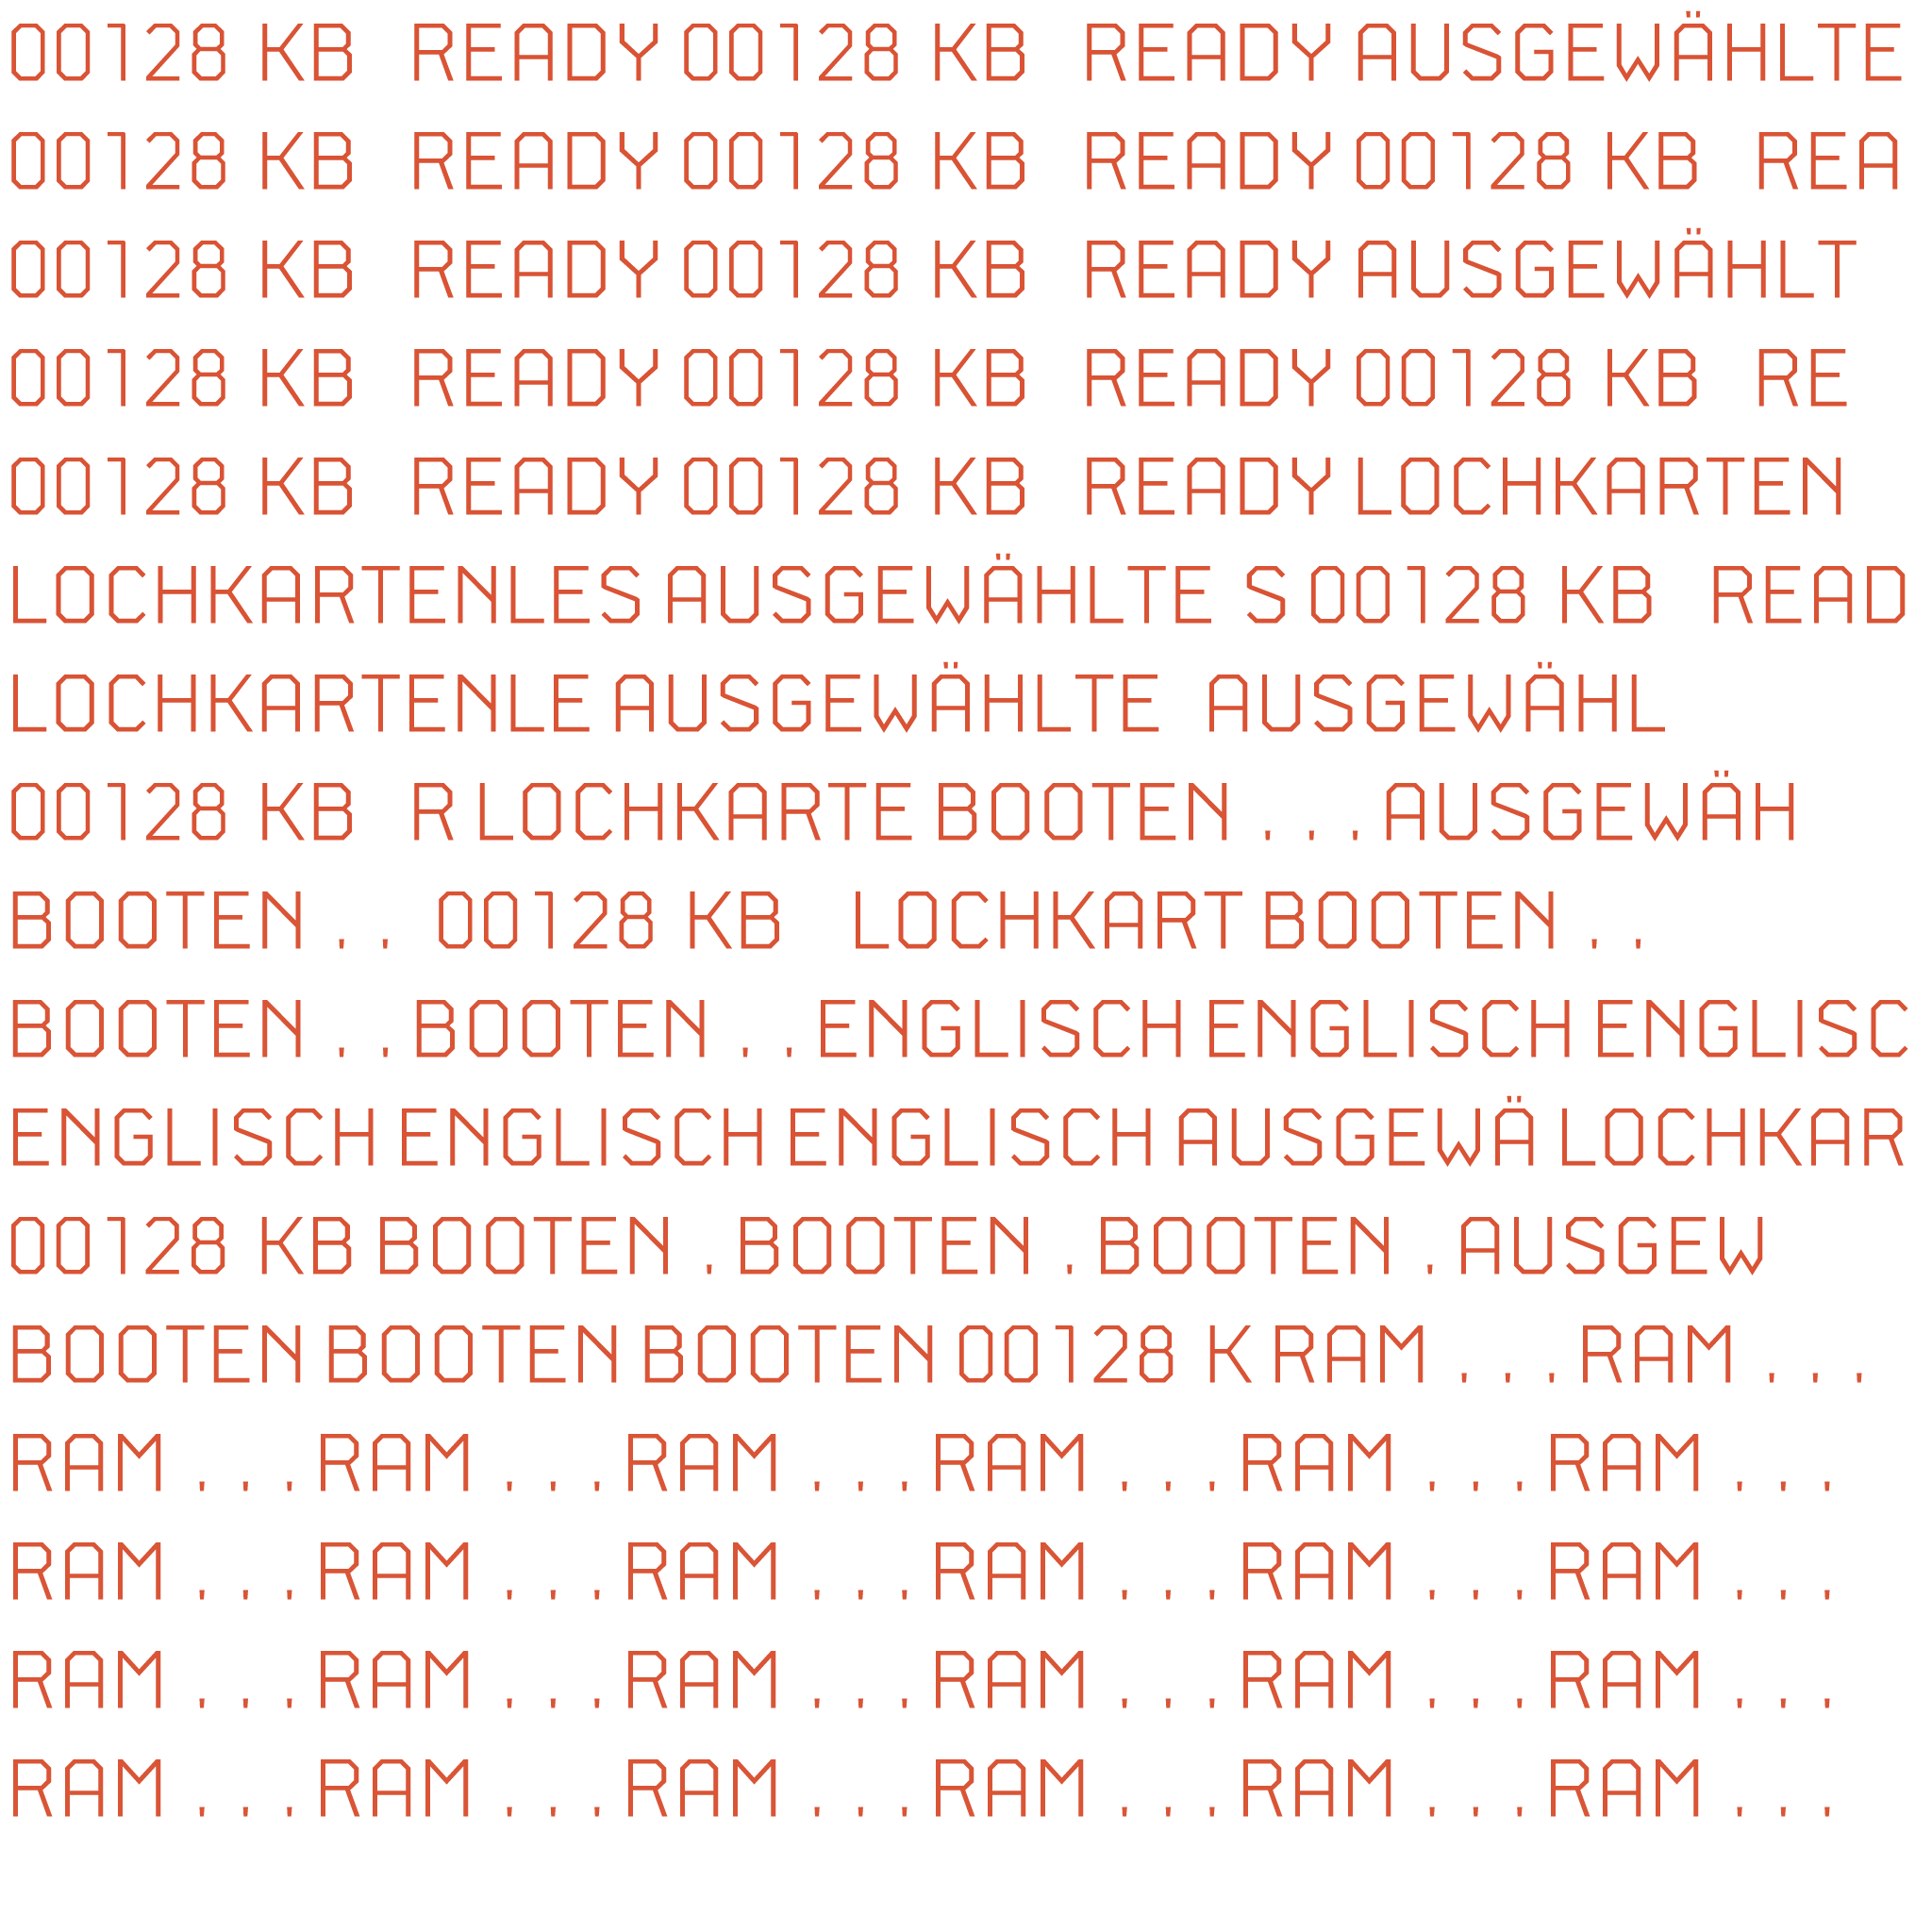 00128 KB  READY 00128 KB  READY AUSGEWÄHLTE
00128 KB  READY 00128 KB  READY 00128 KB  REA
00128 KB  READY 00128 KB  READY AUSGEWÄHLT
00128 KB  READY 00128 KB  READY 00128 KB  RE
00128 KB  READY 00128 KB  READY LOCHKARTEN
LOCHKARTENLES AUSGEWÄHLTE S 00128 KB  READ
LOCHKARTENLE AUSGEWÄHLTE  AUSGEWÄHL
00128 KB  R LOCHKARTE BOOTEN ... AUSGEWÄH
BOOTEN .. 00128 KB  LOCHKART BOOTEN ..
BOOTEN .. BOOTEN .. ENGLISCH ENGLISCH ENGLISC
ENGLISCH ENGLISCH ENGLISCH AUSGEWÄ LOCHKAR
00128 KB BOOTEN . BOOTEN . BOOTEN . AUSGEW
BOOTEN BOOTEN BOOTEN 00128 K RAM ... RAM ...
RAM ... RAM ... RAM ... RAM ... RAM ... RAM ...
RAM ... RAM ... RAM ... RAM ... RAM ... RAM ...
RAM ... RAM ... RAM ... RAM ... RAM ... RAM ...
RAM ... RAM ... RAM ... RAM ... RAM ... RAM ...